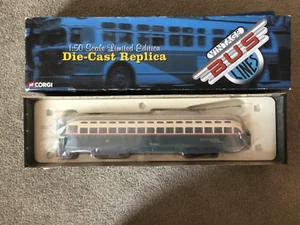 1:50 Scale Limited Edition
Die-Cast Replica
CORGI
VINTAGE
BUS
LINES